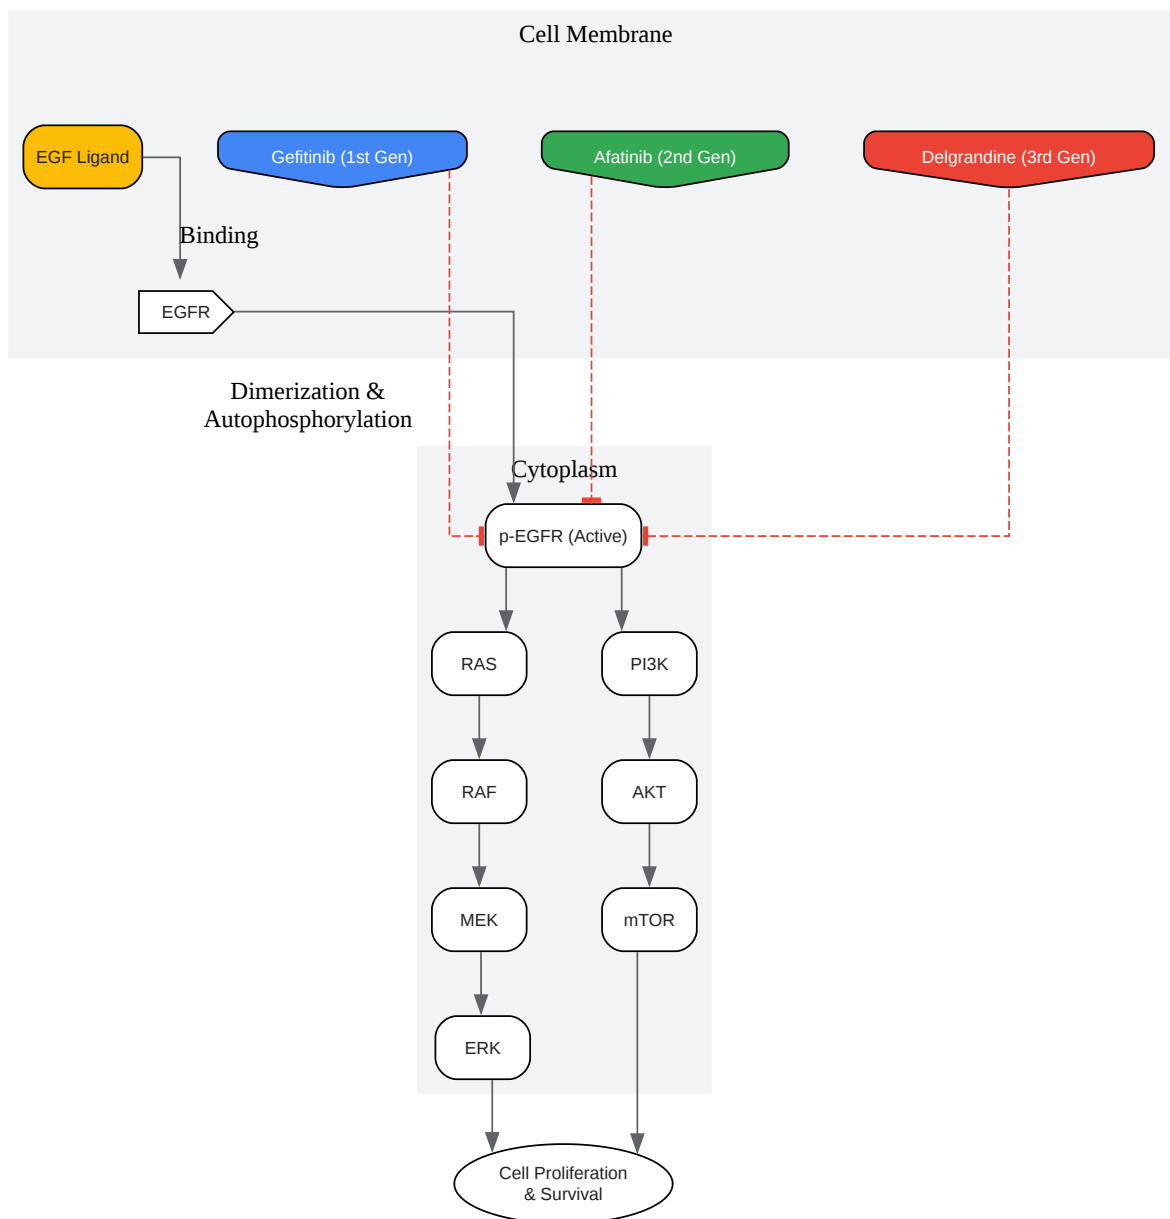 Cell Membrane
EGF Ligand
Gefitinib (1st Gen)
Afatinib (2nd Gen)
Delgrandine (3rd Gen)
Binding
EGFR
Dimerization &
Autophosphorylation
Cytoplasm
p-EGFR (Active)
RAS
PI3K
RAF
AKT
MEK
mTOR
ERK
Cell Proliferation
& Survival